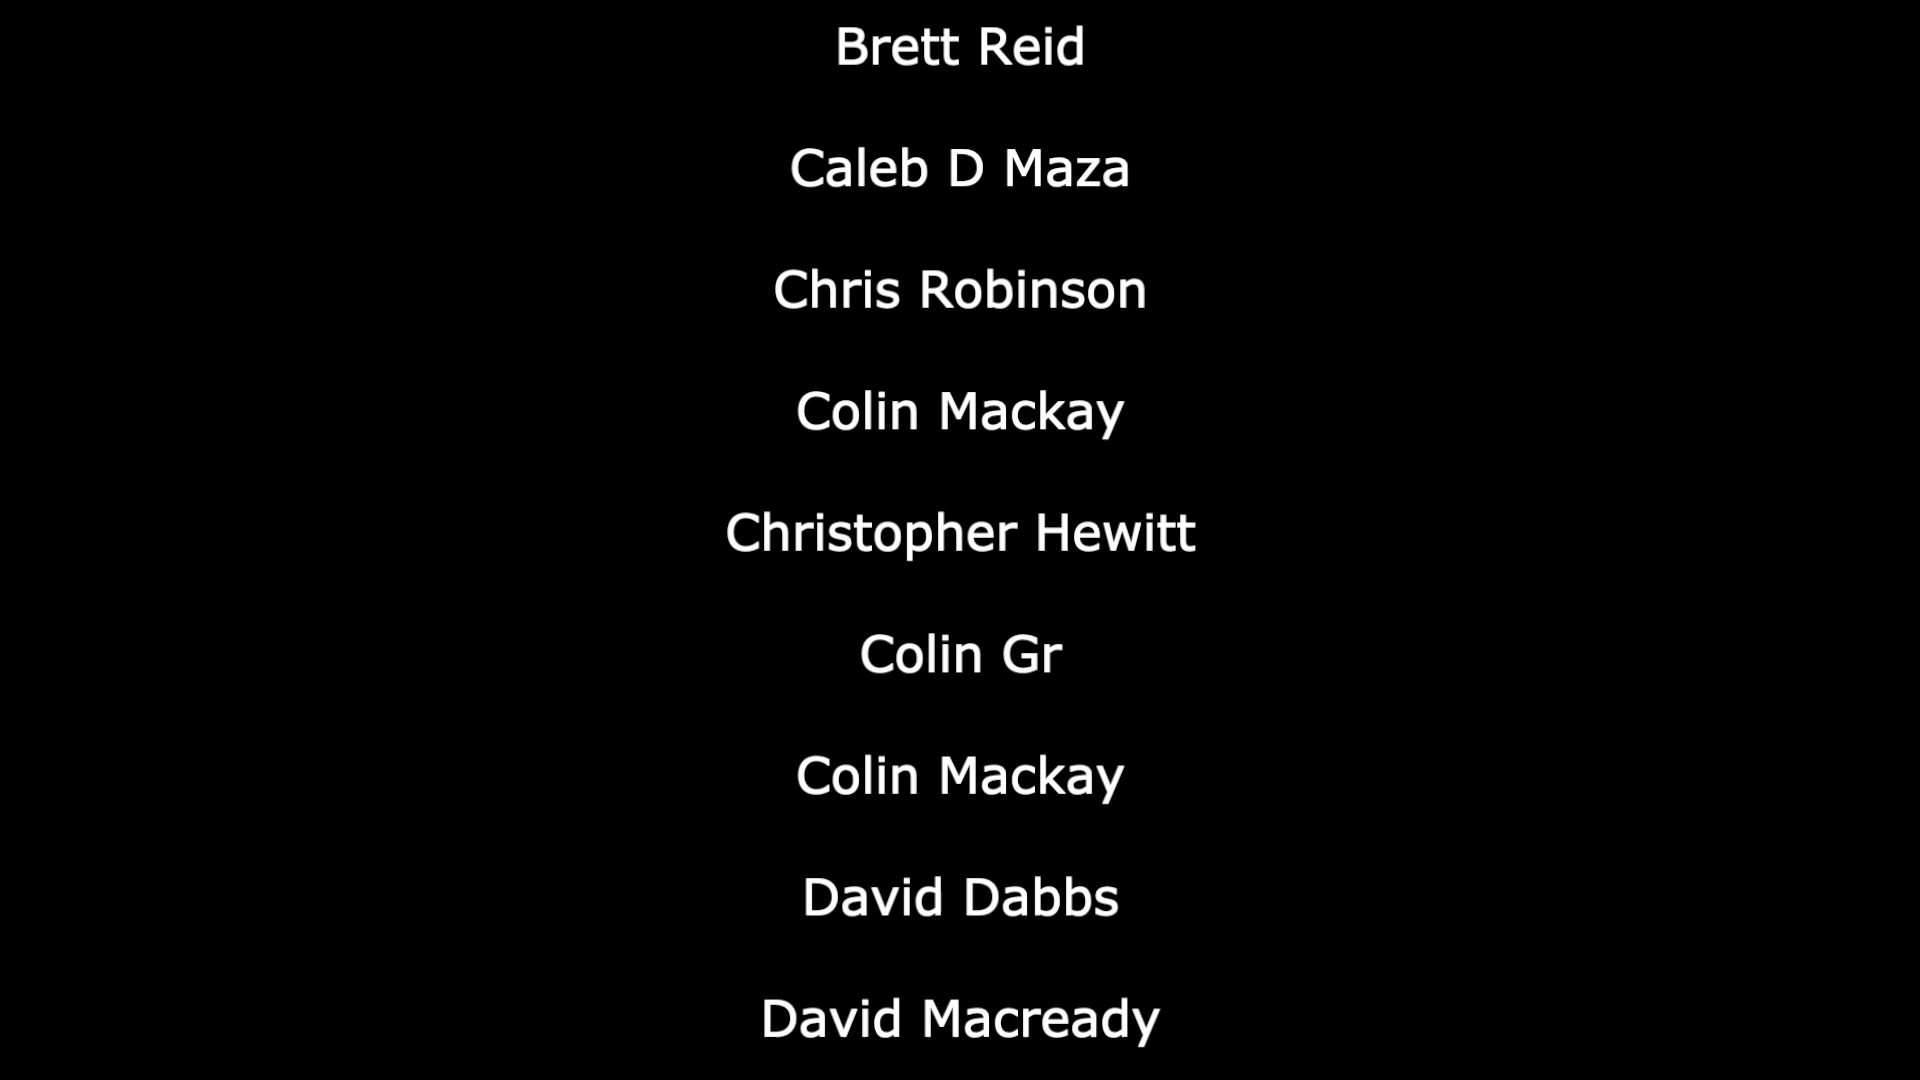 Brett Reid
Caleb D Maza
Chris Robinson
Colin Mackay
Christopher Hewitt
Colin Gr
Colin Mackay
David Dabbs
David Macready